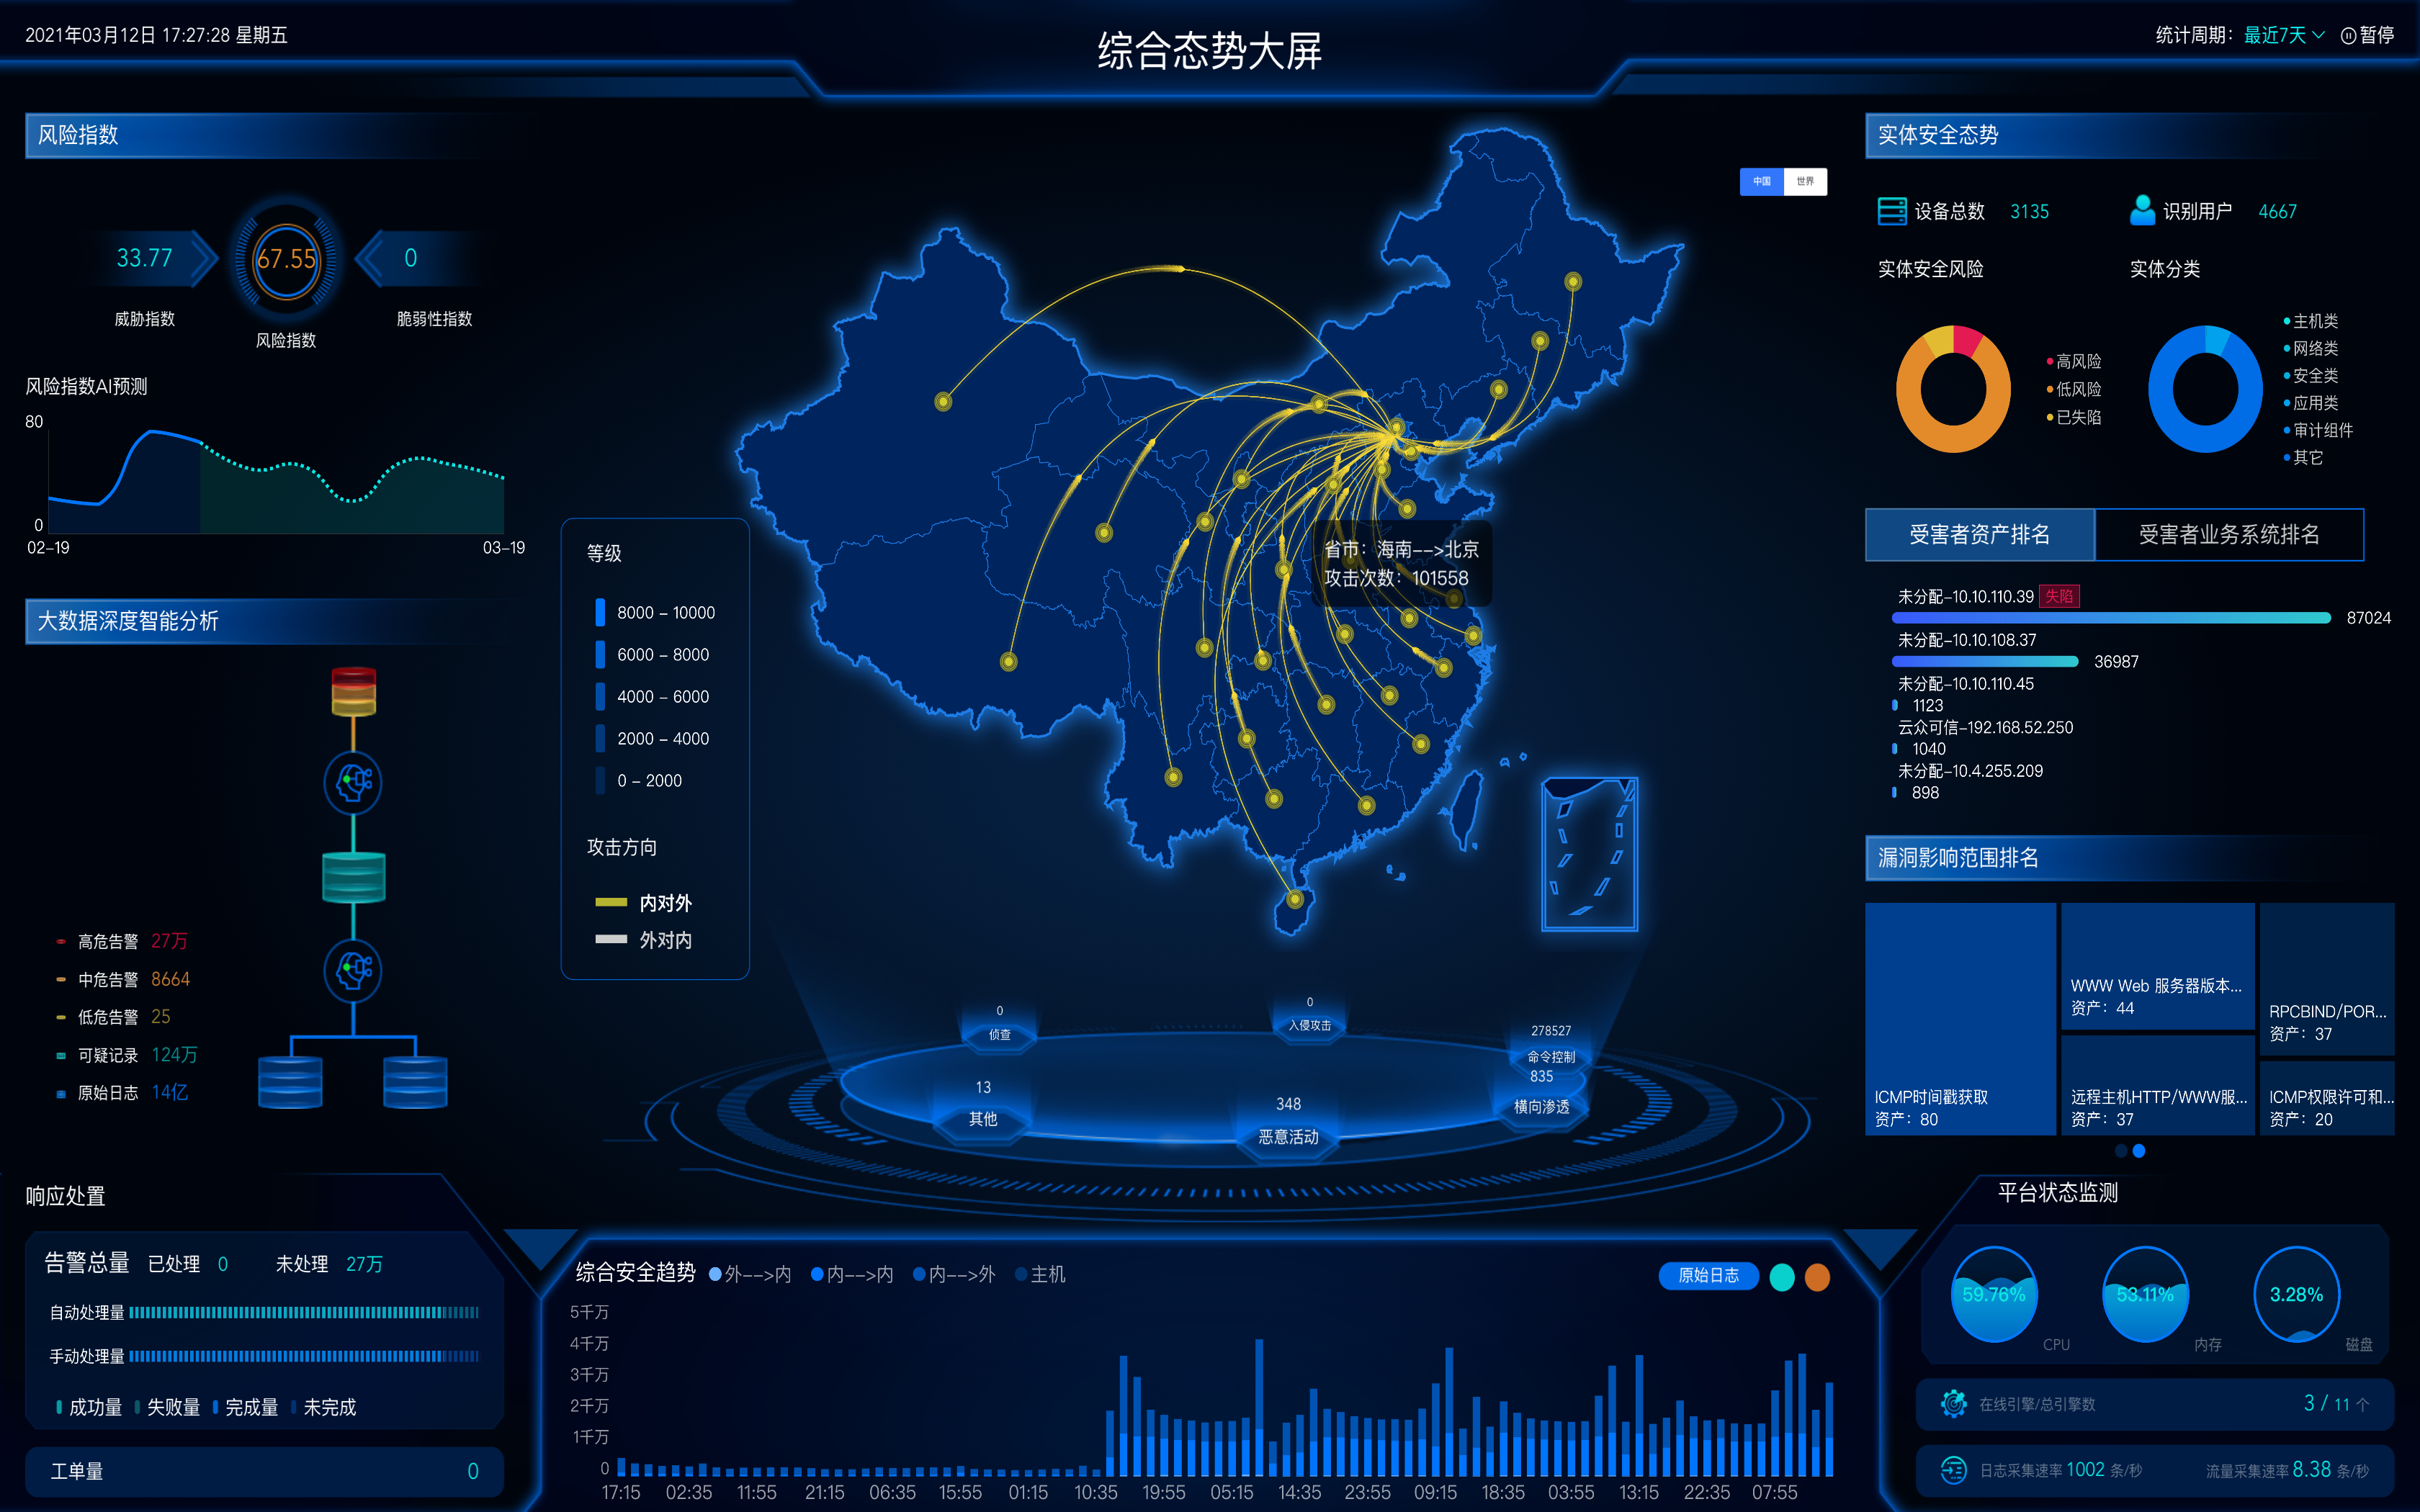 2021年03月12日 17:27:28 星期五
综合态势大屏
统计周期：最近7天 暂停
风险指数
33.77
67.55
0
威胁指数
风险指数
脆弱性指数
风险指数AI预测
80
0
02-19
03-19
大数据深度智能分析
高危告警 27万
中危告警 8664
低危告警 25
可疑记录 124万
原始日志 14亿
响应处置
告警总量 已处理 0 未处理 27万
自动处理量
手动处理量
成功量 失败量 完成量 未完成
工单量 0
中国 世界
等级
8000 - 10000
6000 - 8000
4000 - 6000
2000 - 4000
0 - 2000
攻击方向
内对外
外对内
省市：海南-->北京
攻击次数：101558
0
侦查
0
入侵攻击
278527
命令控制
835
横向渗透
13
其他
348
恶意活动
综合安全趋势 外-->内 内-->内 内-->外 主机
原始日志
5千万
4千万
3千万
2千万
1千万
0
17:15 02:35 11:55 21:15 06:35 15:55 01:15 10:35 19:55 05:15 14:35 23:55 09:15 18:35 03:55 13:15 22:35 07:55
实体安全态势
设备总数 3135 识别用户 4667
实体安全风险 实体分类
高风险
低风险
已失陷
主机类
网络类
安全类
应用类
审计组件
其它
受害者资产排名 受害者业务系统排名
未分配-10.10.110.39 失陷
87024
未分配-10.10.108.37
36987
未分配-10.10.110.45
1123
云众可信-192.168.52.250
1040
未分配-10.4.255.209
898
漏洞影响范围排名
ICMP时间戳获取
资产：80
WWW Web 服务器版本...
资产：44
远程主机HTTP/WWW服...
资产：37
RPCBIND/POR...
资产：37
ICMP权限许可和...
资产：20
平台状态监测
59.76%
CPU
53.11%
内存
3.28%
磁盘
在线引擎/总引擎数 3 / 11 个
日志采集速率 1002 条/秒 流量采集速率 8.38 条/秒